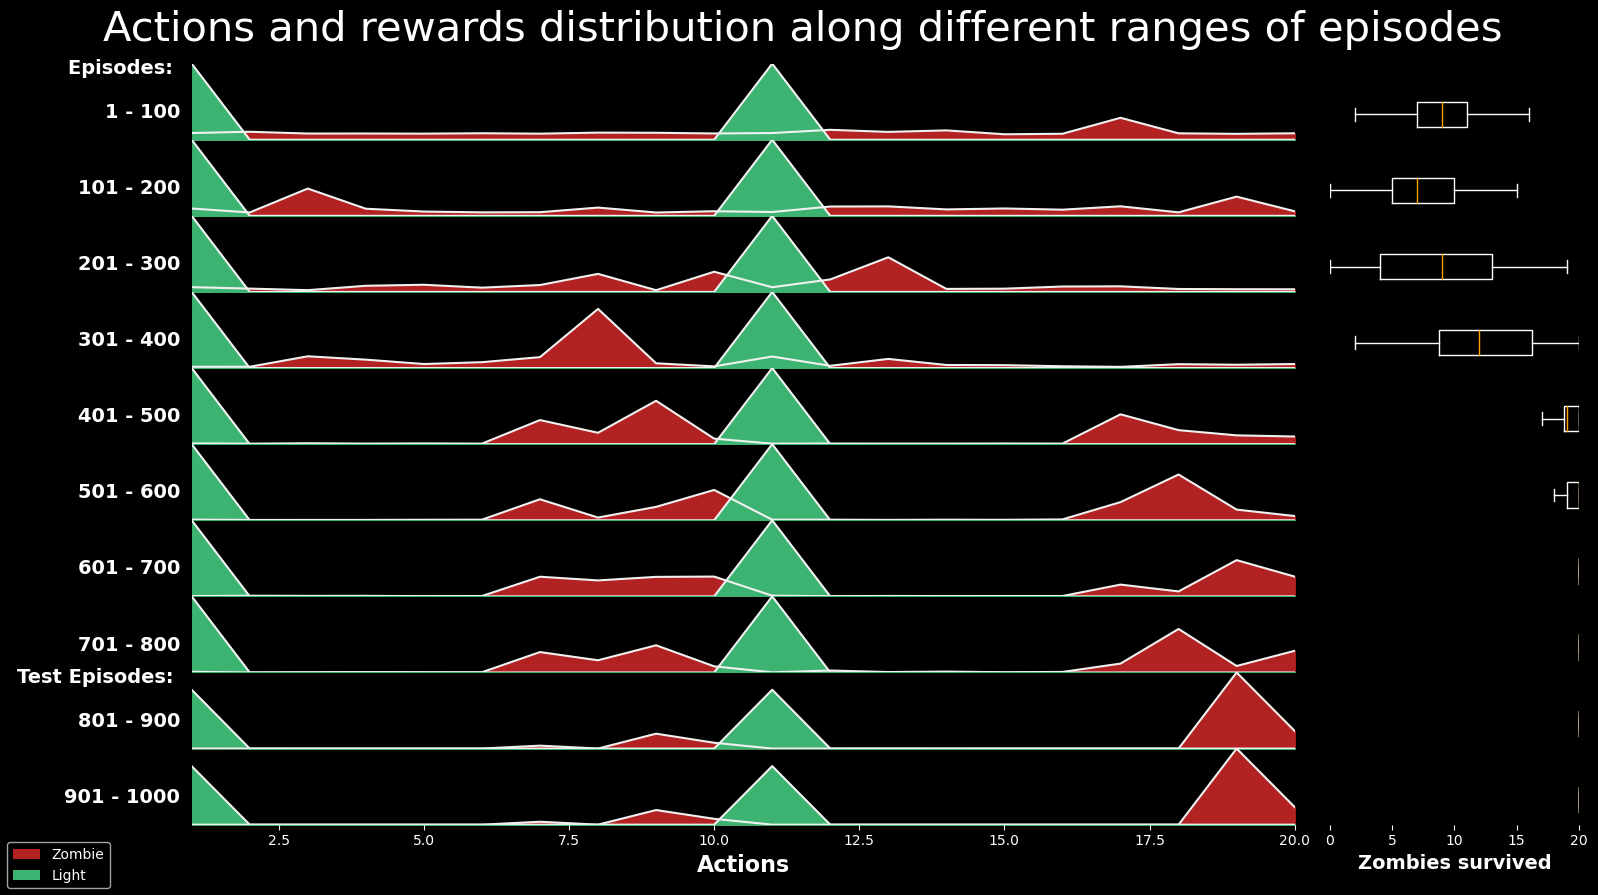 Actions and rewards distribution along different ranges of episodes
Episodes:
1 - 100
101 - 200
201 - 300
301 - 400
401 - 500
501 - 600
601 - 700
701 - 800
Test Episodes:
801 - 900
901 - 1000
2.5 5.0 7.5 10.0 12.5 15.0 17.5 20.0
Actions
0 5 10 15 20
Zombies survived
Zombie
Light